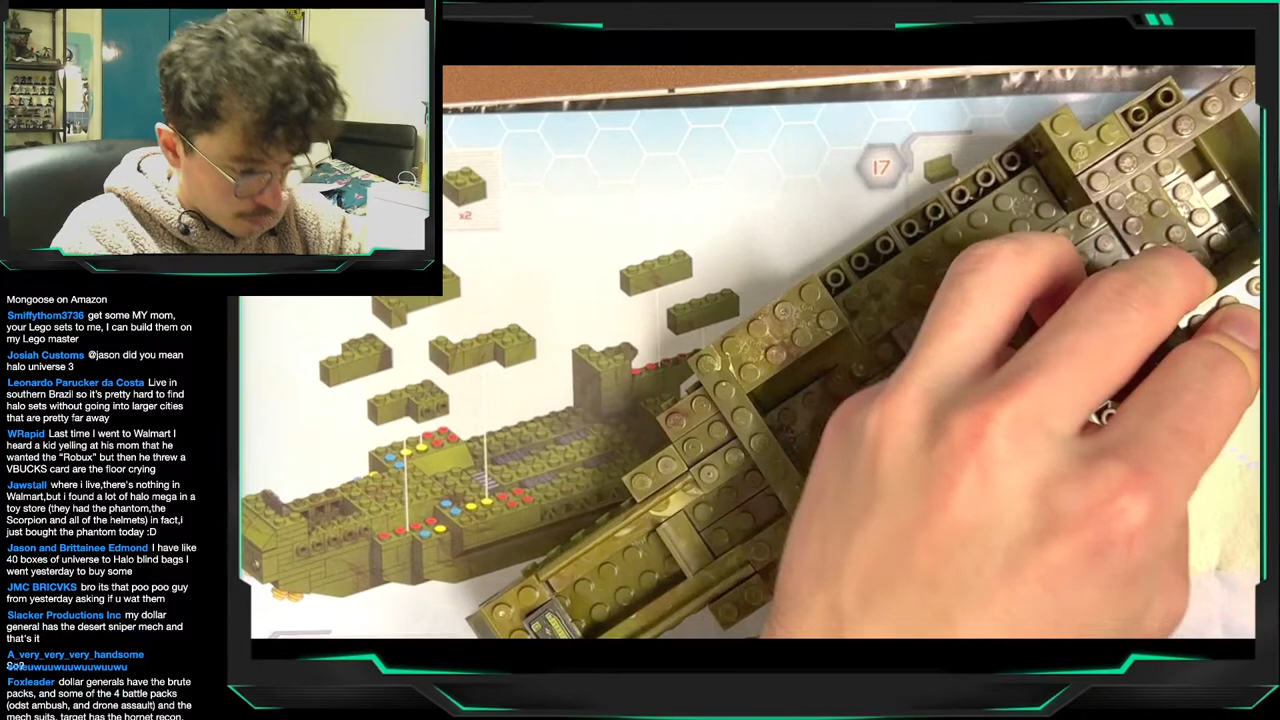 Mongoose on Amazon
Smiffythom3736 get some MY mom,
your Lego sets to me, I can build them on
my Lego master
Josiah Customs @jason did you mean
halo universe 3
Leonardo Parucker da Costa Live in
southern Brazil so it's pretty hard to find
halo sets without going into larger cities
that are pretty far away
WRapid Last time I went to Walmart I
heard a kid yelling at his mom that he
wanted the "Robux" but then he threw a
VBUCKS card are the floor crying
Jawstall where i live,there's nothing in
Walmart,but i found a lot of halo mega in a
toy store (they had the phantom,the
Scorpion and all of the helmets) in fact,i
just bought the phantom today :D
Jason and Brittainee Edmond I have like
40 boxes of universe to Halo blind bags I
went yesterday to buy some
JMC BRICVKS bro its that poo poo guy
from yesterday asking if u wat them
Slacker Productions Inc my dollar
general has the desert sniper mech and
that's it
A_very_very_very_handsome
Foxleader dollar generals have the brute
packs, and some of the 4 battle packs
(odst ambush, and drone assault) and the
mech suits, target has the hornet recon,
x2
17